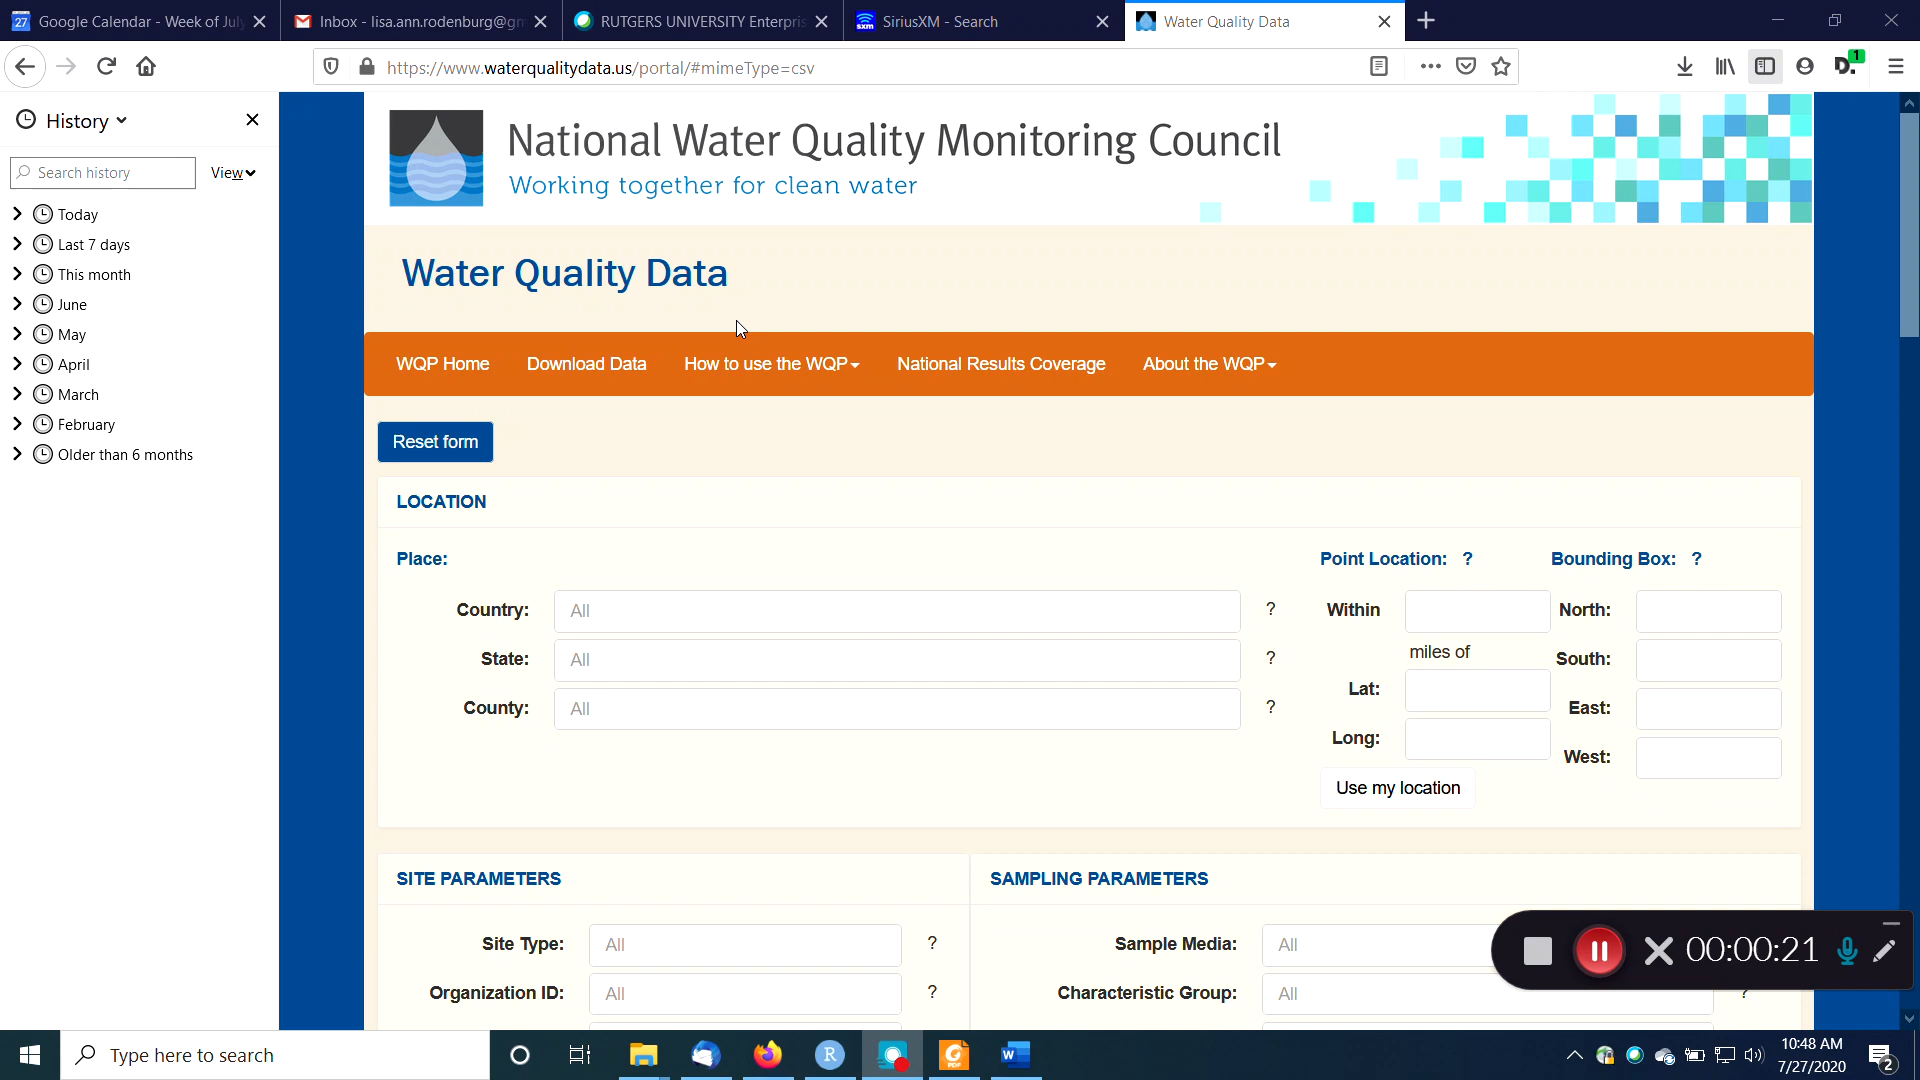 27 Google Calendar - Week of July
Inbox - lisa.ann.rodenburg@gm
RUTGERS UNIVERSITY Enterpris
sxm SiriusXM - Search
Water Quality Data
https://www.waterqualitydata.us/portal/#mimeType=csv
D. 1
History
Search history
View
Today
Last 7 days
This month
June
May
April
March
February
Older than 6 months
National Water Quality Monitoring Council
Working together for clean water
Water Quality Data
WQP Home Download Data How to use the WQP National Results Coverage About the WQP
Reset form
LOCATION
Place: Point Location: ? Bounding Box: ?
Country: All ? Within North:
miles of
State: All ? South:
Lat:
County: All ? East:
Long:
West:
Use my location
SITE PARAMETERS SAMPLING PARAMETERS
Site Type: All ? Sample Media: All
Organization ID: All ? Characteristic Group: All ?
00:00:21
Type here to search
R
PDF
W
10:48 AM
7/27/2020
2